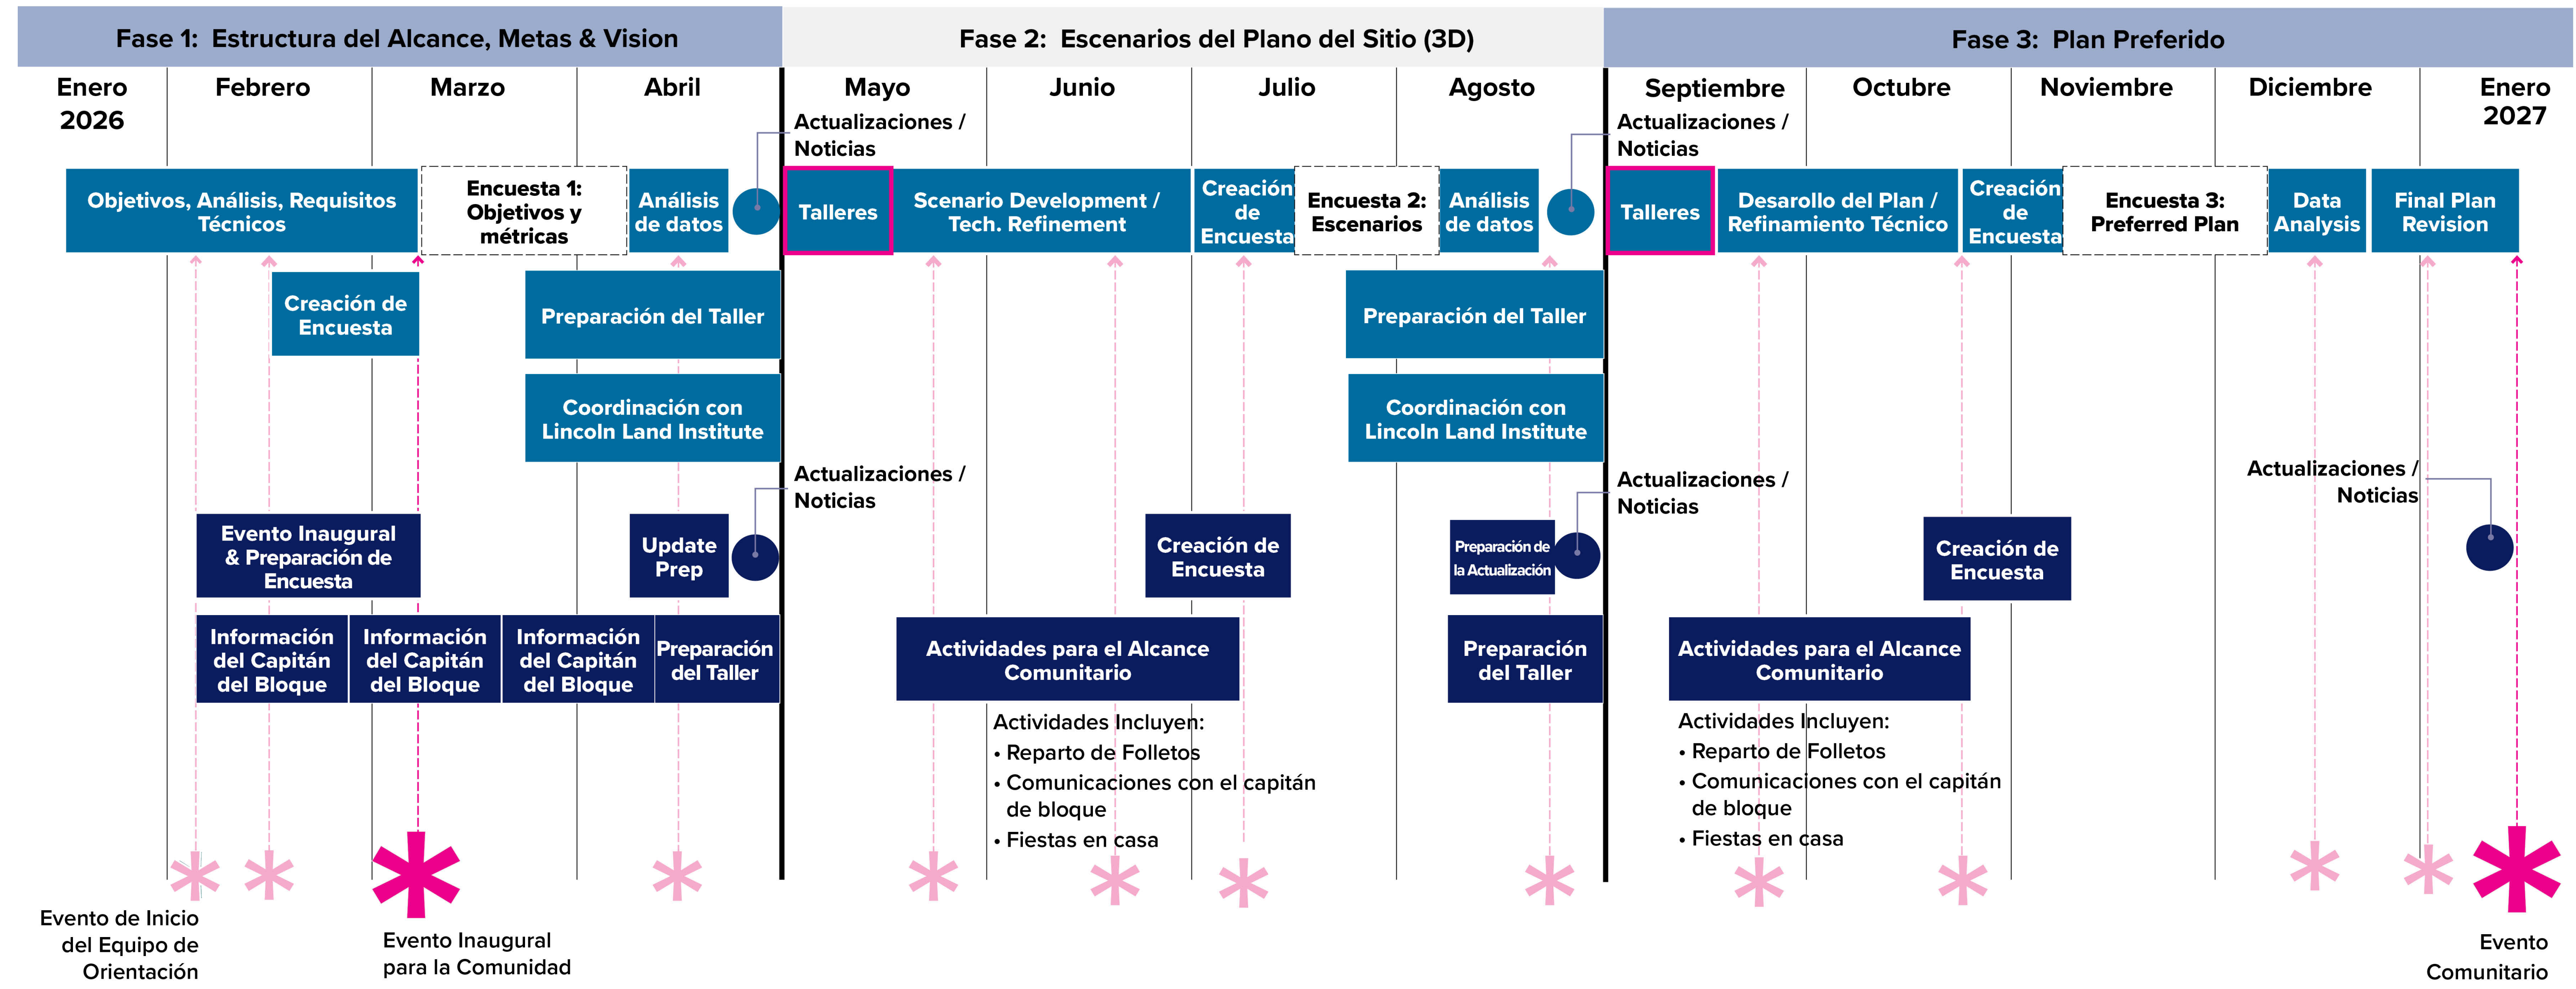 Fase 1: Estructura del Alcance, Metas & Vision
Fase 2: Escenarios del Plano del Sitio (3D)
Fase 3: Plan Preferido
Enero
2026
Febrero
Marzo
Abril
Mayo
Junio
Julio
Agosto
Septiembre
Octubre
Noviembre
Diciembre
Enero
2027
Actualizaciones /
Noticias
Actualizaciones /
Noticias
Objetivos, Análisis, Requisitos
Técnicos
Encuesta 1:
Objetivos y
métricas
Análisis
de datos
Talleres
Scenario Development /
Tech. Refinement
Creación
de
Encuesta
Encuesta 2:
Escenarios
Análisis
de datos
Talleres
Desarollo del Plan /
Refinamiento Técnico
Creación
de
Encuesta
Encuesta 3:
Preferred Plan
Data
Analysis
Final Plan
Revision
Creación de
Encuesta
Preparación del Taller
Preparación del Taller
Coordinación con
Lincoln Land Institute
Coordinación con
Lincoln Land Institute
Actualizaciones /
Noticias
Actualizaciones /
Noticias
Actualizaciones /
Noticias
Evento Inaugural
& Preparación de
Encuesta
Update
Prep
Creación de
Encuesta
Preparación de
la Actualización
Creación de
Encuesta
Información
del Capitán
del Bloque
Información
del Capitán
del Bloque
Información
del Capitán
del Bloque
Preparación
del Taller
Actividades para el Alcance
Comunitario
Preparación
del Taller
Actividades para el Alcance
Comunitario
Actividades Incluyen:
• Reparto de Folletos
• Comunicaciones con el capitán
de bloque
• Fiestas en casa
Actividades Incluyen:
• Reparto de Folletos
• Comunicaciones con el capitán
de bloque
• Fiestas en casa
Evento de Inicio
del Equipo de
Orientación
Evento Inaugural
para la Comunidad
Evento
Comunitario